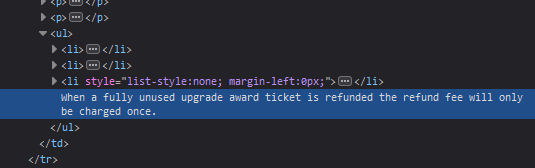 <p> ... </p>
<p> ... </p>
<ul>
<li> ... </li>
<li> ... </li>
<li style="list-style:none; margin-left:0px;"> ... </li>
When a fully unused upgrade award ticket is refunded the refund fee will only
be charged once.
</ul>
</td>
</tr>